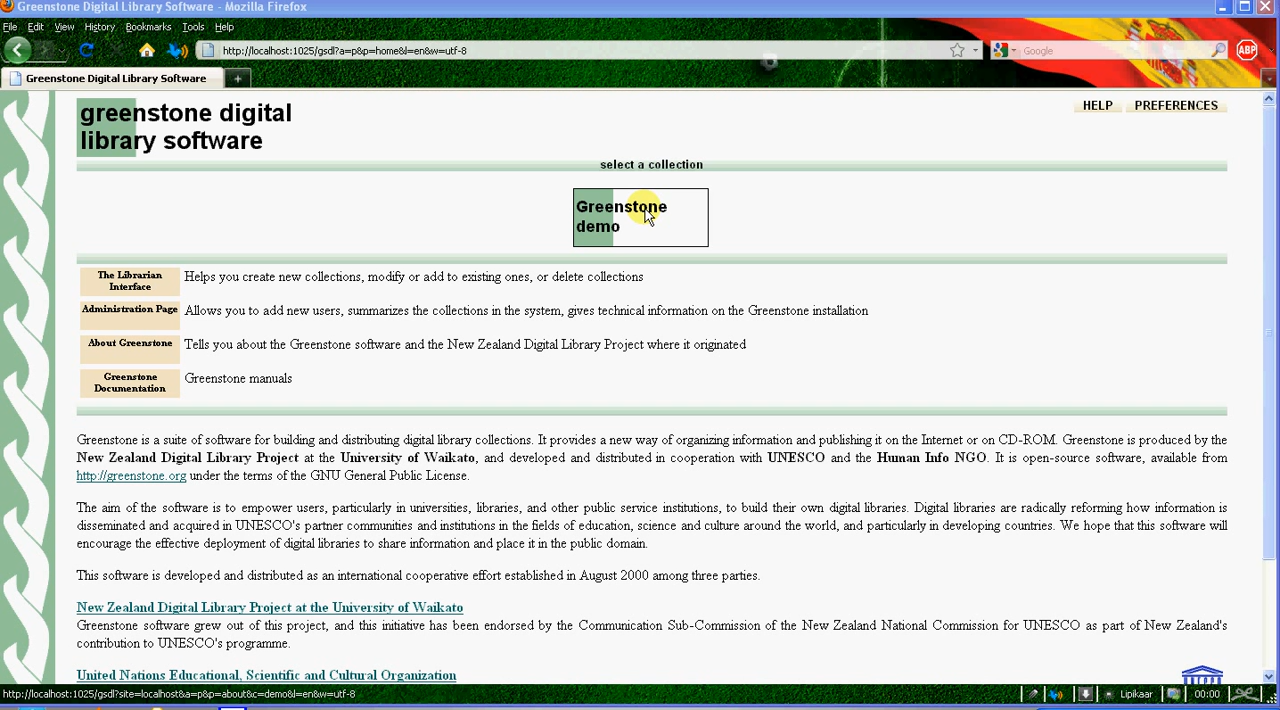 Greenstone Digital Library Software - Mozilla Firefox
File Edit View History Bookmarks Tools Help
http://localhost:1025/gsdl?a=p&p=home&l=en&w=utf-8
Google
ABP
Greenstone Digital Library Software
greenstone digital
library software
HELP PREFERENCES
select a collection
Greenstone
demo
The Librarian
Interface
Helps you create new collections, modify or add to existing ones, or delete collections
Administration Page
Allows you to add new users, summarizes the collections in the system, gives technical information on the Greenstone installation
About Greenstone
Tells you about the Greenstone software and the New Zealand Digital Library Project where it originated
Greenstone
Documentation
Greenstone manuals
Greenstone is a suite of software for building and distributing digital library collections. It provides a new way of organizing information and publishing it on the Internet or on CD-ROM. Greenstone is produced by the
New Zealand Digital Library Project at the University of Waikato, and developed and distributed in cooperation with UNESCO and the Human Info NGO. It is open-source software, available from
http://greenstone.org under the terms of the GNU General Public License.
The aim of the software is to empower users, particularly in universities, libraries, and other public service institutions, to build their own digital libraries. Digital libraries are radically reforming how information is
disseminated and acquired in UNESCO's partner communities and institutions in the fields of education, science and culture around the world, and particularly in developing countries. We hope that this software will
encourage the effective deployment of digital libraries to share information and place it in the public domain.
This software is developed and distributed as an international cooperative effort established in August 2000 among three parties.
New Zealand Digital Library Project at the University of Waikato
Greenstone software grew out of this project, and this initiative has been endorsed by the Communication Sub-Commission of the New Zealand National Commission for UNESCO as part of New Zealand's
contribution to UNESCO's programme.
United Nations Educational, Scientific and Cultural Organization
http://localhost:1025/gsdl?site=localhost&a=p&p=about&c=demo&l=en&w=utf-8
Lipikaar
00:00